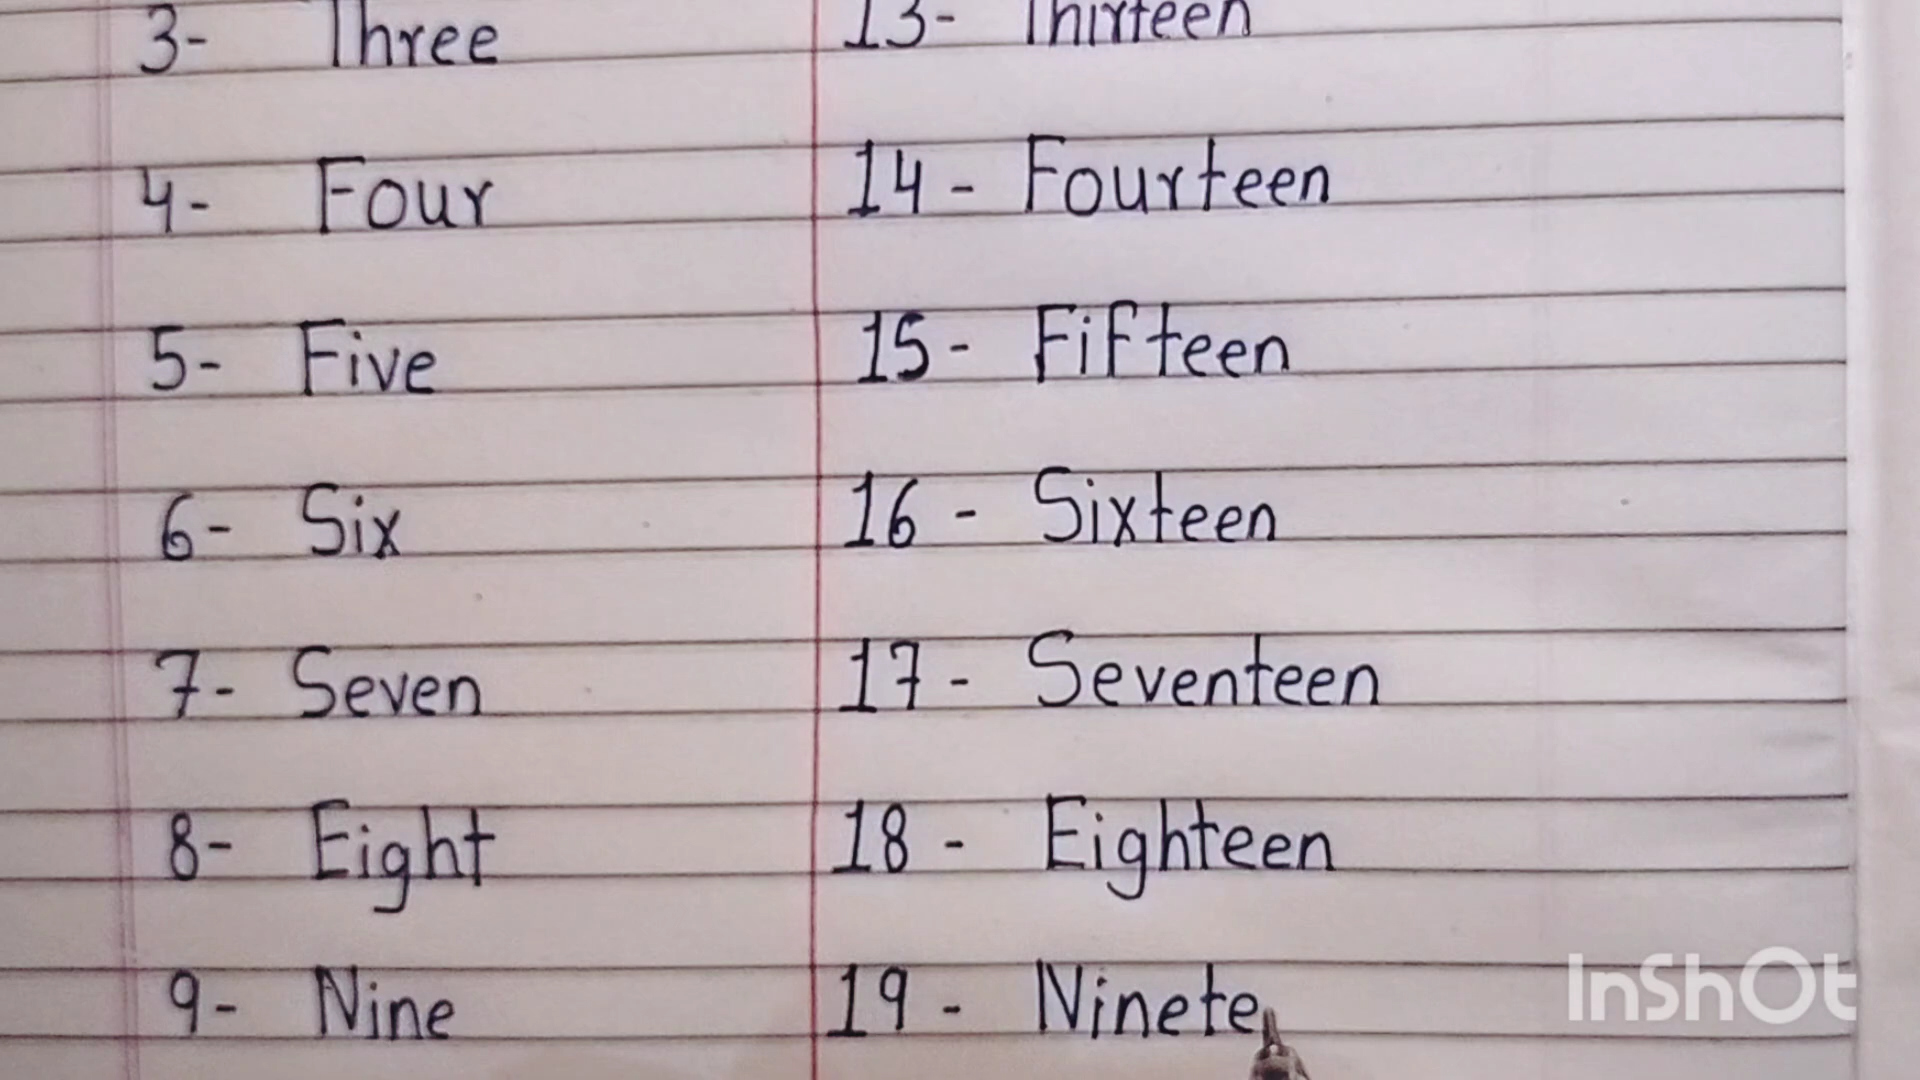 3- Three 13- Thirteen
4- Four 14- Fourteen
5- Five 15- Fifteen
6- Six 16- Sixteen
7- Seven 17- Seventeen
8- Eight 18- Eighteen
9- Nine 19- Ninete
InShOt